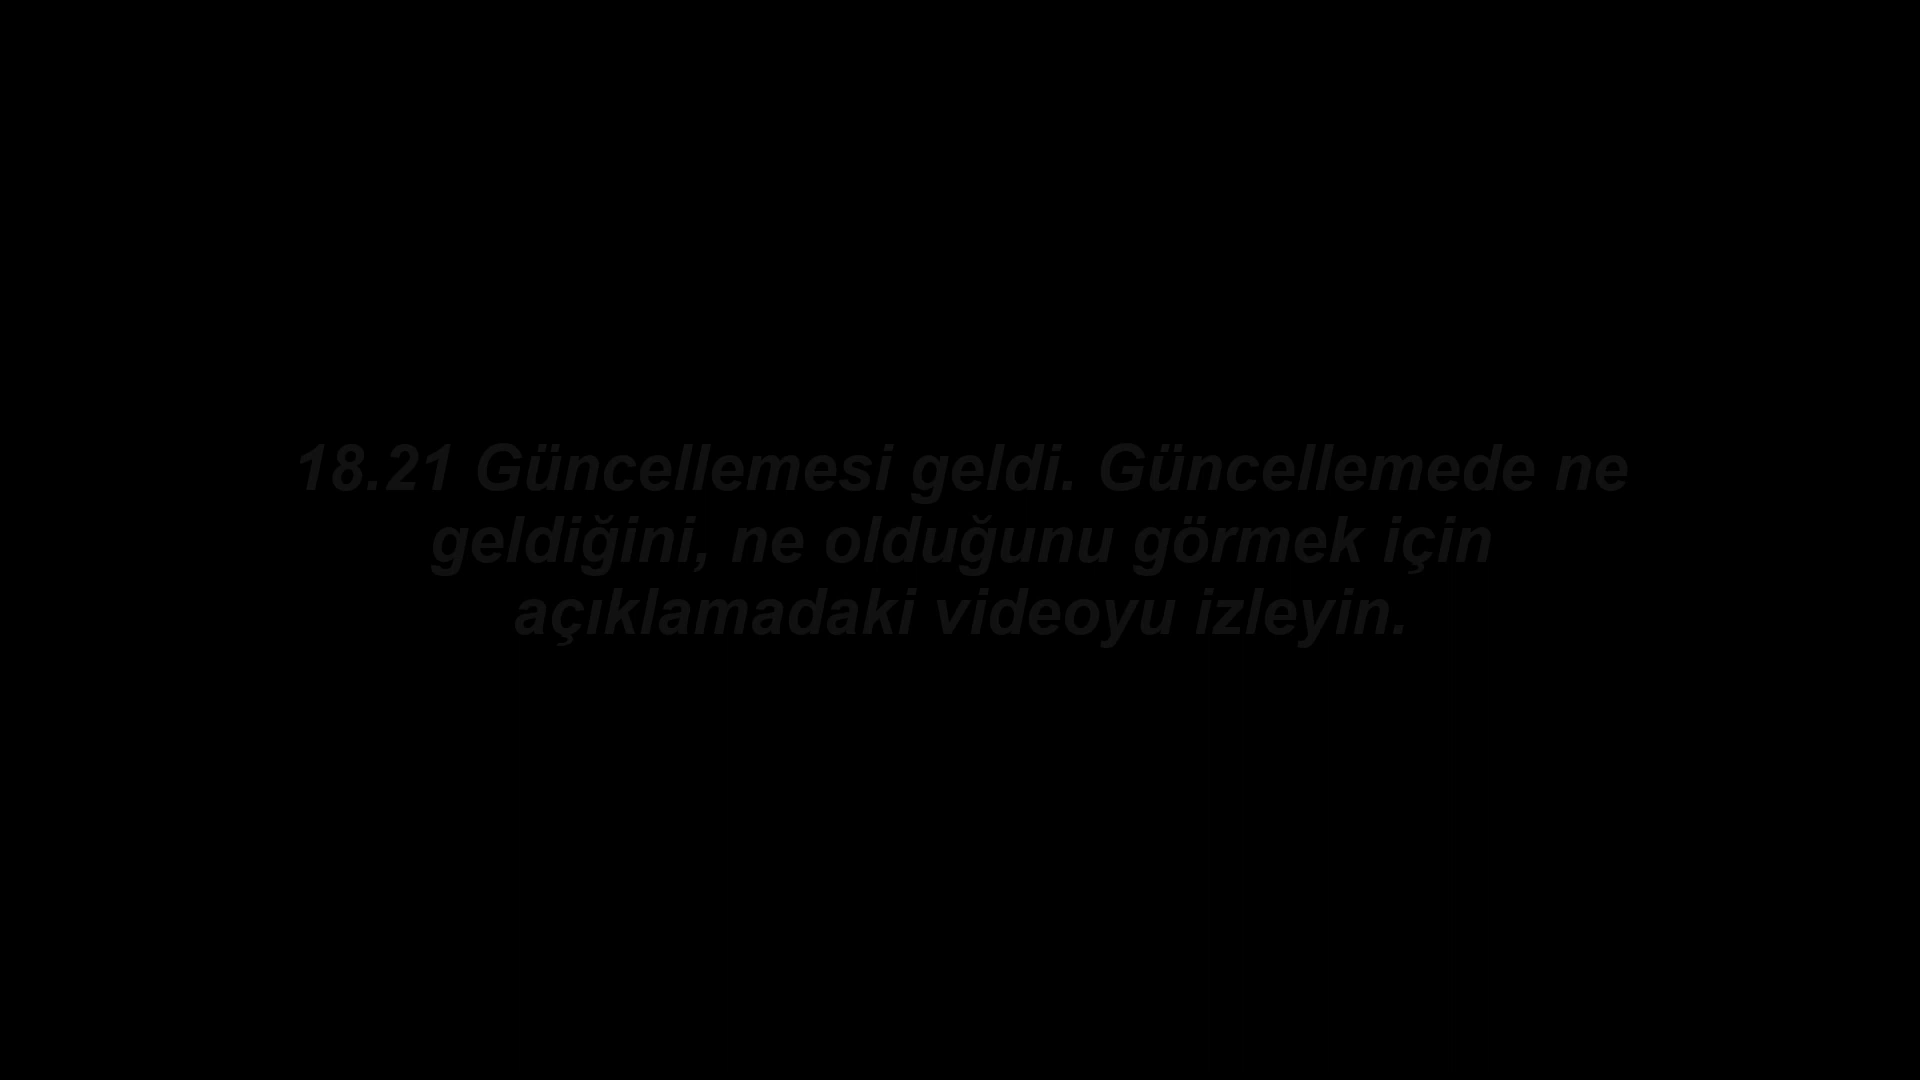 18.21 Güncellemesi geldi. Güncellemede ne
geldiğini, ne olduğunu görmek için
açıklamadaki videoyu izleyin.